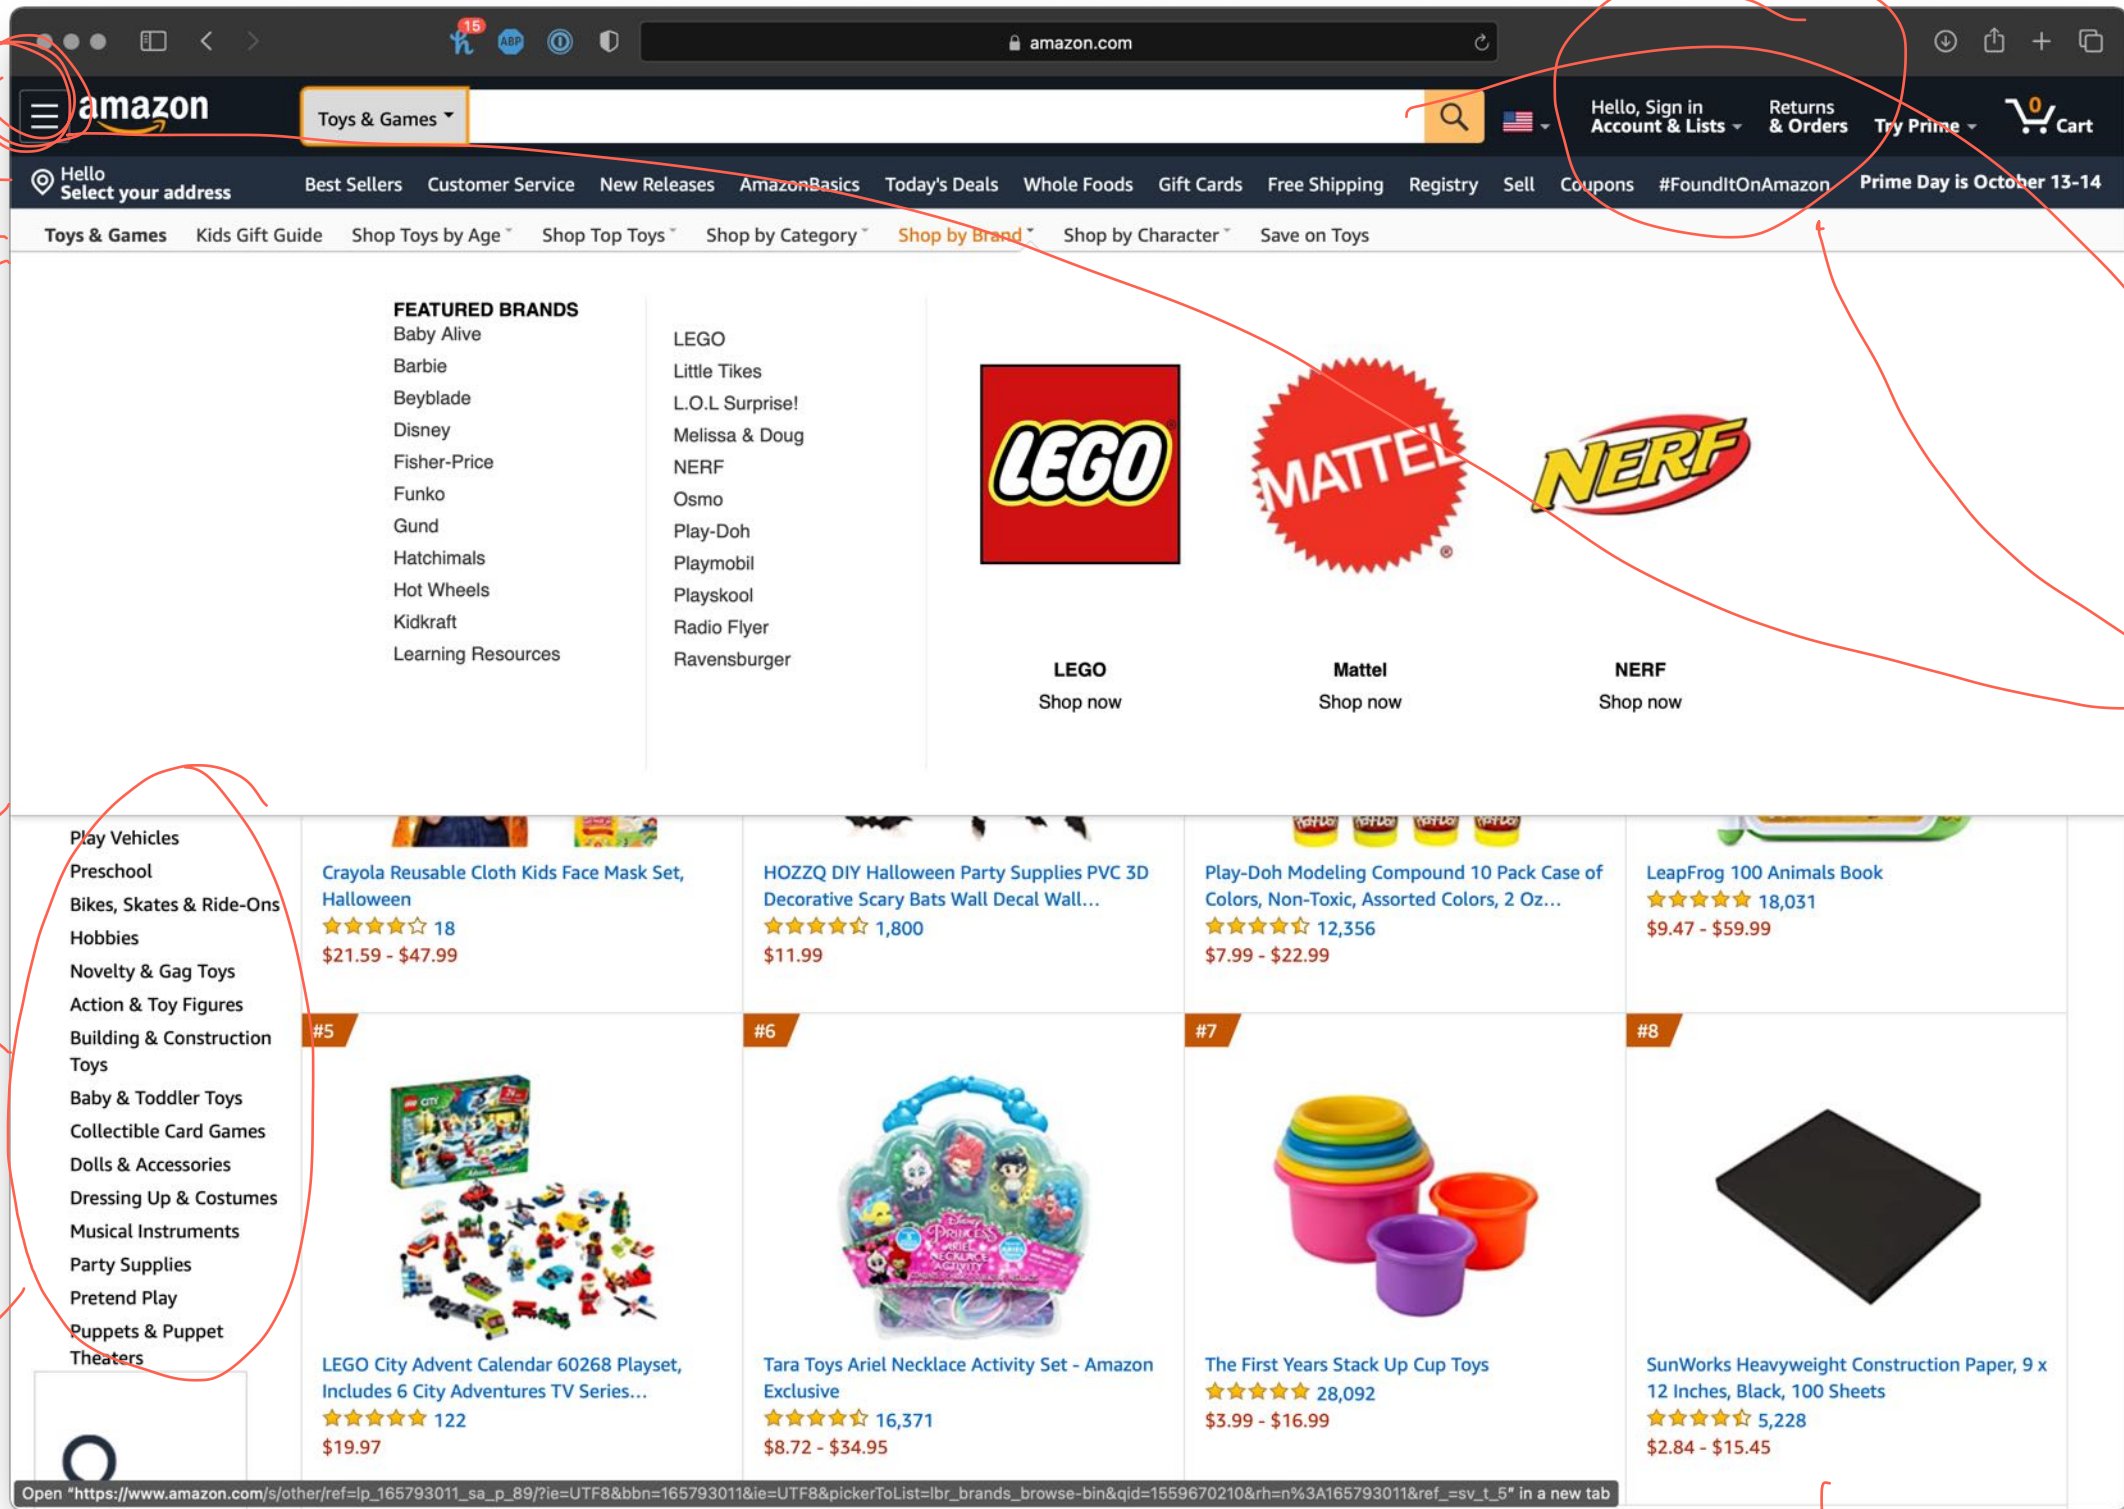 15
ABP
amazon.com
amazon
Toys & Games
Hello, Sign in
Account & Lists
Returns
& Orders
Try Prime
0
Cart
Hello
Select your address
Best Sellers Customer Service New Releases AmazonBasics Today's Deals Whole Foods Gift Cards Free Shipping Registry Sell Coupons #FoundItOnAmazon Prime Day is October 13-14
Toys & Games Kids Gift Guide Shop Toys by Age Shop Top Toys Shop by Category Shop by Brand Shop by Character Save on Toys
FEATURED BRANDS
Baby Alive
Barbie
Beyblade
Disney
Fisher-Price
Funko
Gund
Hatchimals
Hot Wheels
Kidkraft
Learning Resources
LEGO
Little Tikes
L.O.L Surprise!
Melissa & Doug
NERF
Osmo
Play-Doh
Playmobil
Playskool
Radio Flyer
Ravensburger
LEGO
LEGO
Shop now
MATTEL
Mattel
Shop now
NERF
NERF
Shop now
Play Vehicles
Preschool
Bikes, Skates & Ride-Ons
Hobbies
Novelty & Gag Toys
Action & Toy Figures
Building & Construction
Toys
Baby & Toddler Toys
Collectible Card Games
Dolls & Accessories
Dressing Up & Costumes
Musical Instruments
Party Supplies
Pretend Play
Puppets & Puppet
Theaters
Crayola Reusable Cloth Kids Face Mask Set,
Halloween
18
$21.59 - $47.99
HOZZQ DIY Halloween Party Supplies PVC 3D
Decorative Scary Bats Wall Decal Wall...
1,800
$11.99
Play-Doh Modeling Compound 10 Pack Case of
Colors, Non-Toxic, Assorted Colors, 2 Oz...
12,356
$7.99 - $22.99
LeapFrog 100 Animals Book
18,031
$9.47 - $59.99
#5
CITY
LEGO City Advent Calendar 60268 Playset,
Includes 6 City Adventures TV Series...
122
$19.97
#6
Disney
PRINCESS
ARIEL
NECKLACE
ACTIVITY
Tara Toys Ariel Necklace Activity Set - Amazon
Exclusive
16,371
$8.72 - $34.95
#7
The First Years Stack Up Cup Toys
28,092
$3.99 - $16.99
#8
SunWorks Heavyweight Construction Paper, 9 x
12 Inches, Black, 100 Sheets
5,228
$2.84 - $15.45
Open "https://www.amazon.com/s/other/ref=lp_165793011_sa_p_89/?ie=UTF8&bbn=165793011&ie=UTF8&pickerToList=lbr_brands_browse-bin&qid=1559670210&rh=n%3A165793011&ref_=sv_t_5" in a new tab